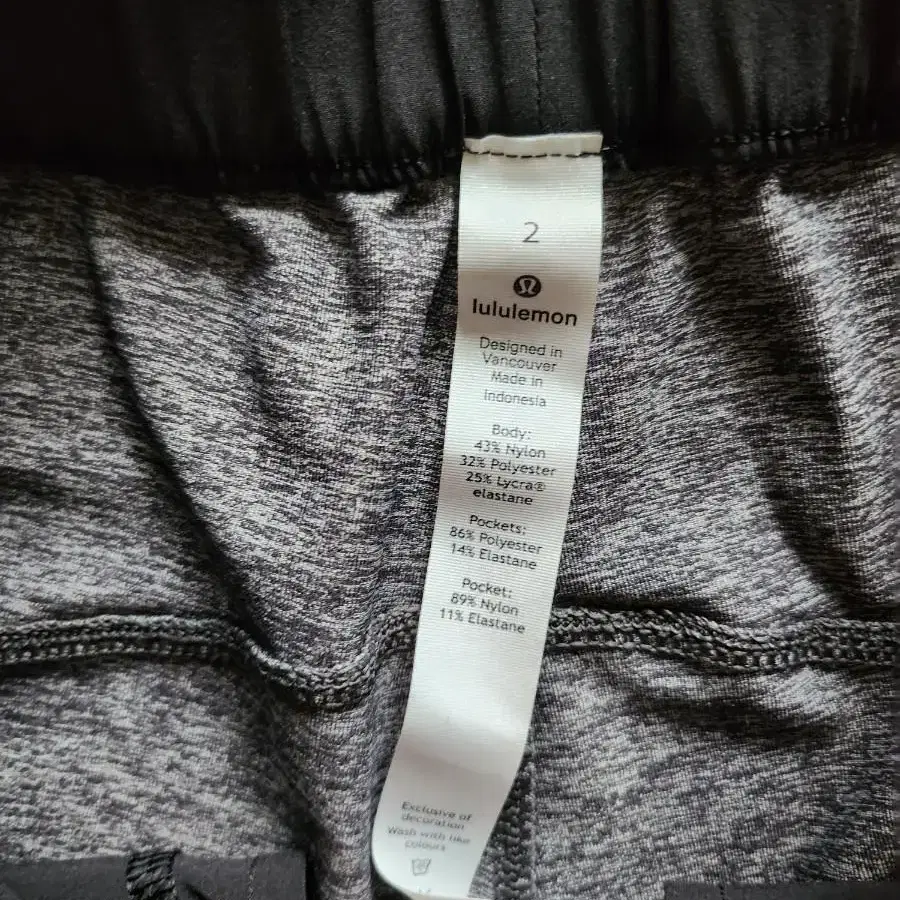 2
lululemon
Designed in
Vancouver
Made in
Indonesia
Body:
43% Nylon
32% Polyester
25% Lycra®
elastane
Pockets:
86% Polyester
14% Elastane
Pocket:
89% Nylon
11% Elastane
Exclusive of
decoration
Wash with like
colours